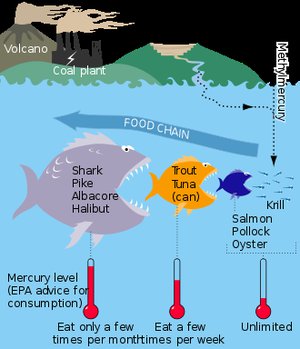 Volcano
Coal plant
Methylmercury
FOOD CHAIN
Shark
Pike
Albacore
Halibut
Trout
Tuna
(can)
Krill
Salmon
Pollock
Oyster
Mercury level
(EPA advice for
consumption)
Eat only a few
times per month
Eat a few
times per week
Unlimited